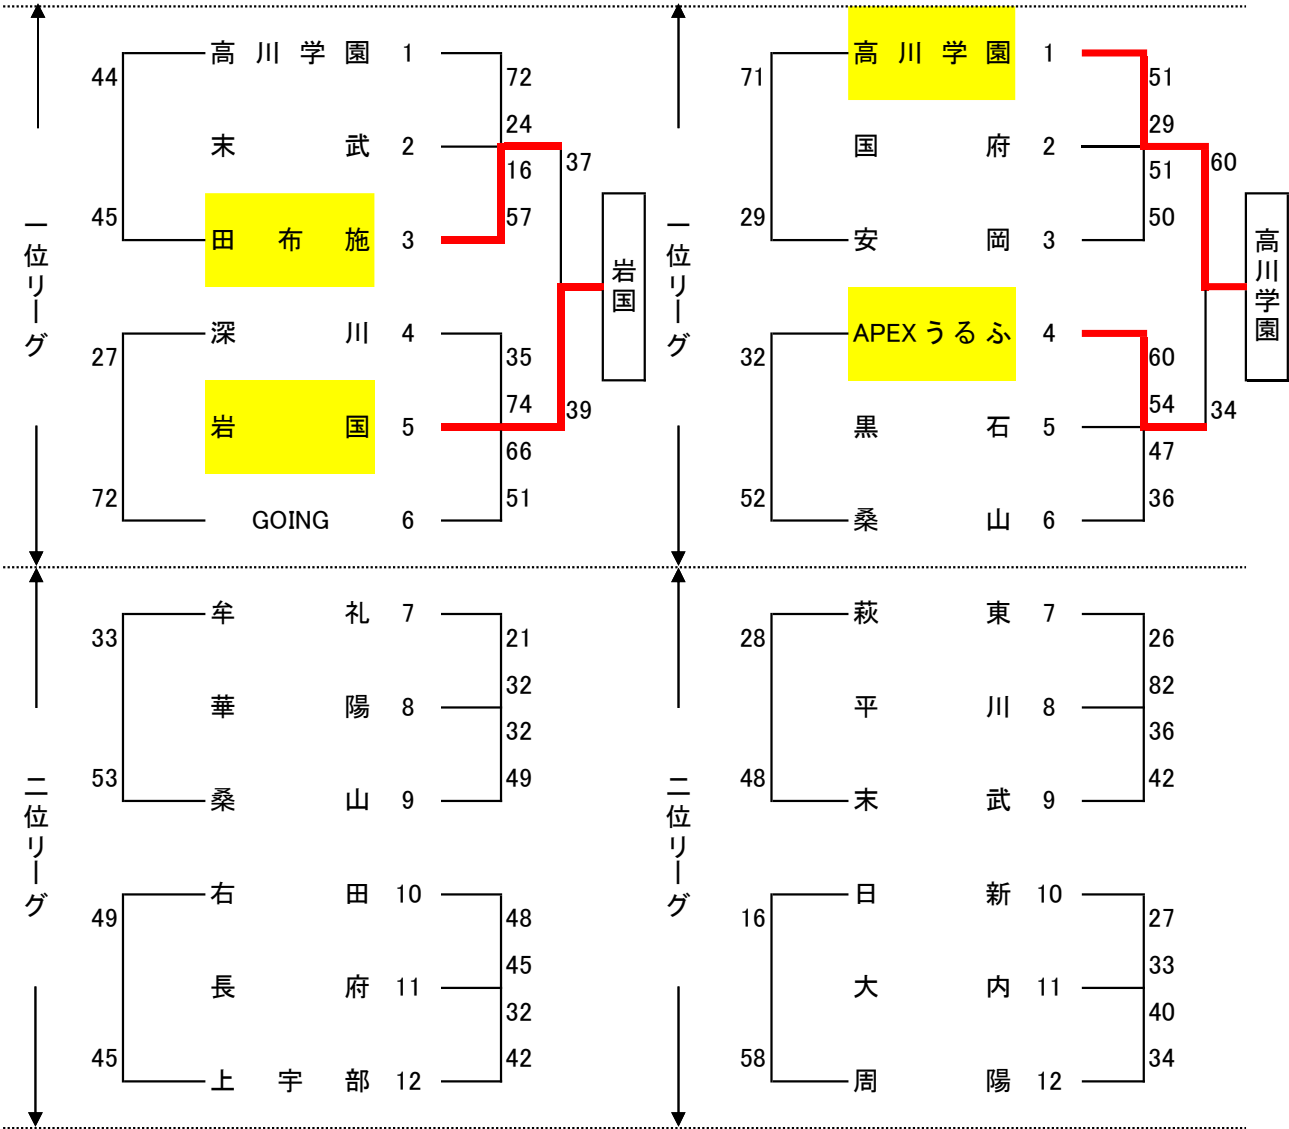 一位リーグ
44
高川学園 1
72
24
末武 2
16
37
45
57
田布施 3
岩国
深川 4
27
35
74
39
岩国 5
66
72
51
GOING 6
一位リーグ
71
高川学園 1
51
29
国府 2
51
60
29
50
安岡 3
高川学園
APEXうるふ 4
32
60
54
34
黒石 5
47
52
36
桑山 6
二位リーグ
牟礼 7
33
21
32
華陽 8
32
53
49
桑山 9
右田 10
49
48
45
長府 11
32
45
42
上宇部 12
二位リーグ
萩東 7
28
26
82
平川 8
36
48
42
末武 9
日新 10
16
27
33
大内 11
40
58
34
周陽 12